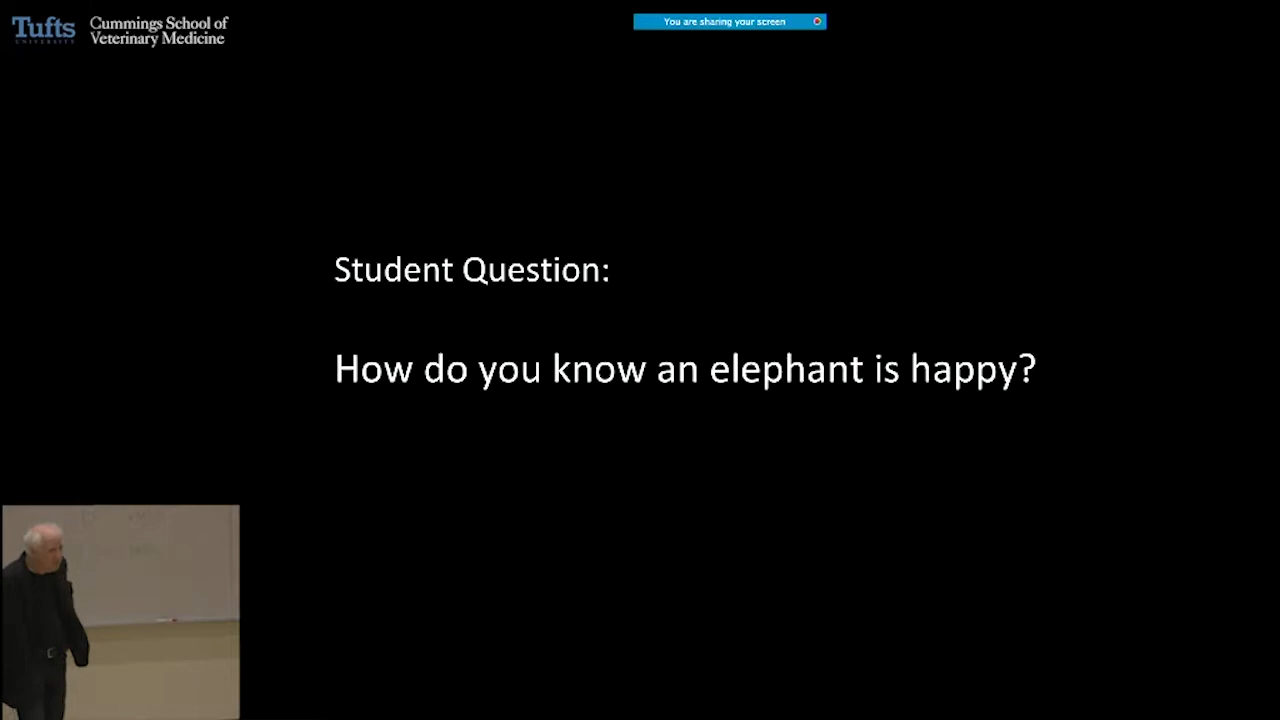 Tufts
UNIVERSITY
Cummings School of
Veterinary Medicine
You are sharing your screen
Student Question:
How do you know an elephant is happy?